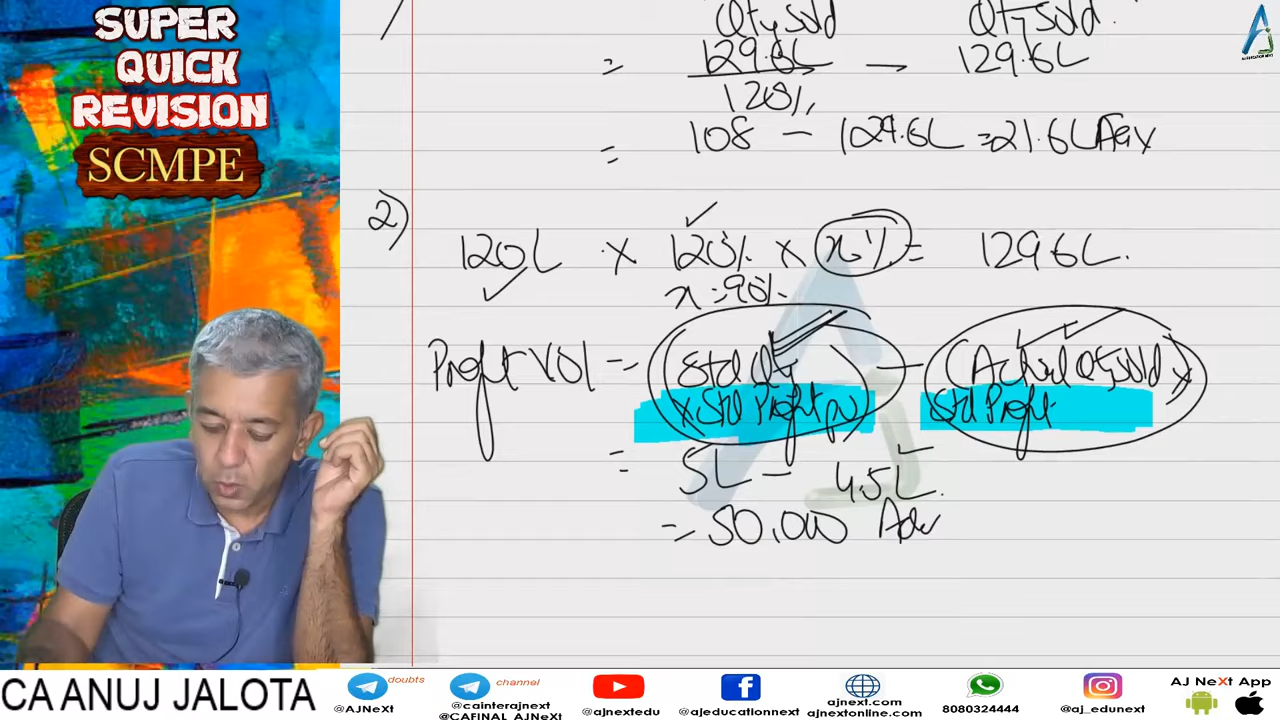 SUPER
QUICK
REVISION
SCMPE
Qty Sold Qty Sold
= 129.6L / 120% - 129.6L
= 108 - 129.6L = 21.6L
2) 120L × 120% × x% = 129.6L.
x = 90%
Profit Vol = (Std Qty - (Actual Qty Sold ×
× Std Profit pu) Std Profit
= 5L - 4.5L.
= 50,000 Adv
CA ANUJ JALOTA
doubts
@AJNeXt
channel
@cainterajnext
@CAFINAL_AJNeXt
@ajnextedu
@ajeducationnext
ajnext.com
ajnextonline.com
8080324444
@aj_edunext
AJ NeXt App